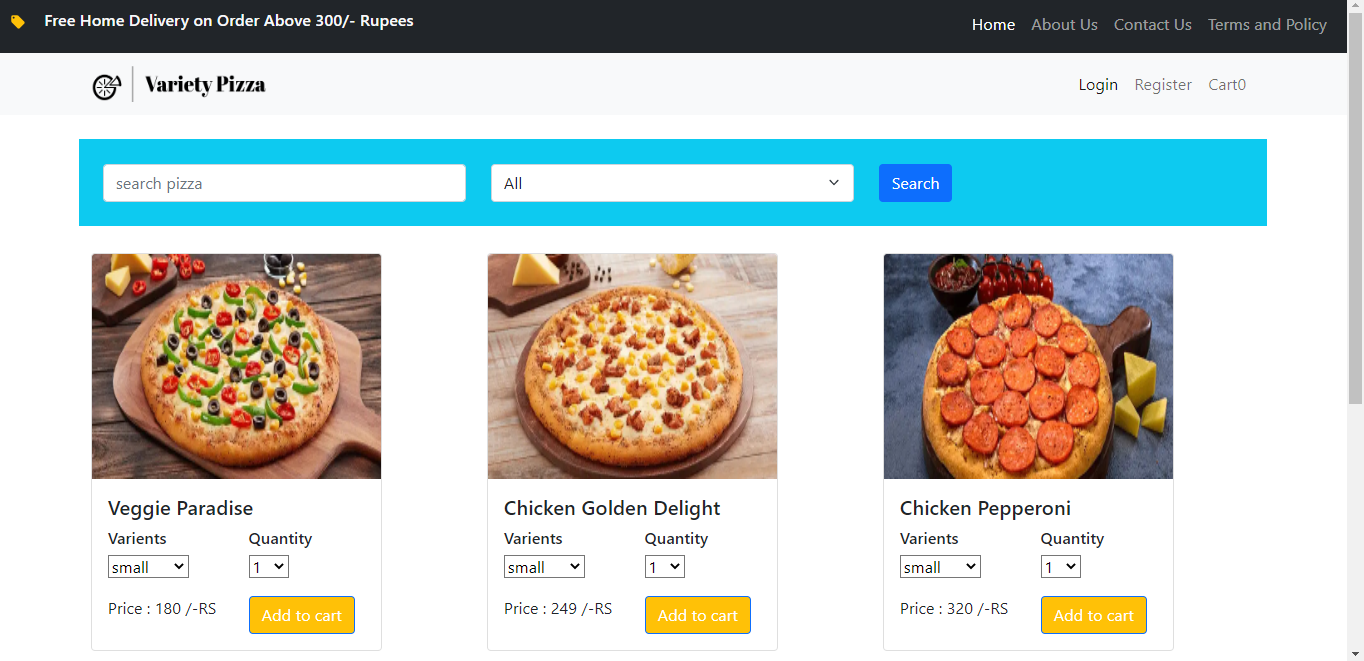 Free Home Delivery on Order Above 300/- Rupees
Home About Us Contact Us Terms and Policy
Variety Pizza
Login Register Cart0
search pizza All Search
Veggie Paradise Chicken Golden Delight Chicken Pepperoni
Varients Quantity Varients Quantity Varients Quantity
small 1 small 1 small 1
Price : 180 /-RS Add to cart Price : 249 /-RS Add to cart Price : 320 /-RS Add to cart